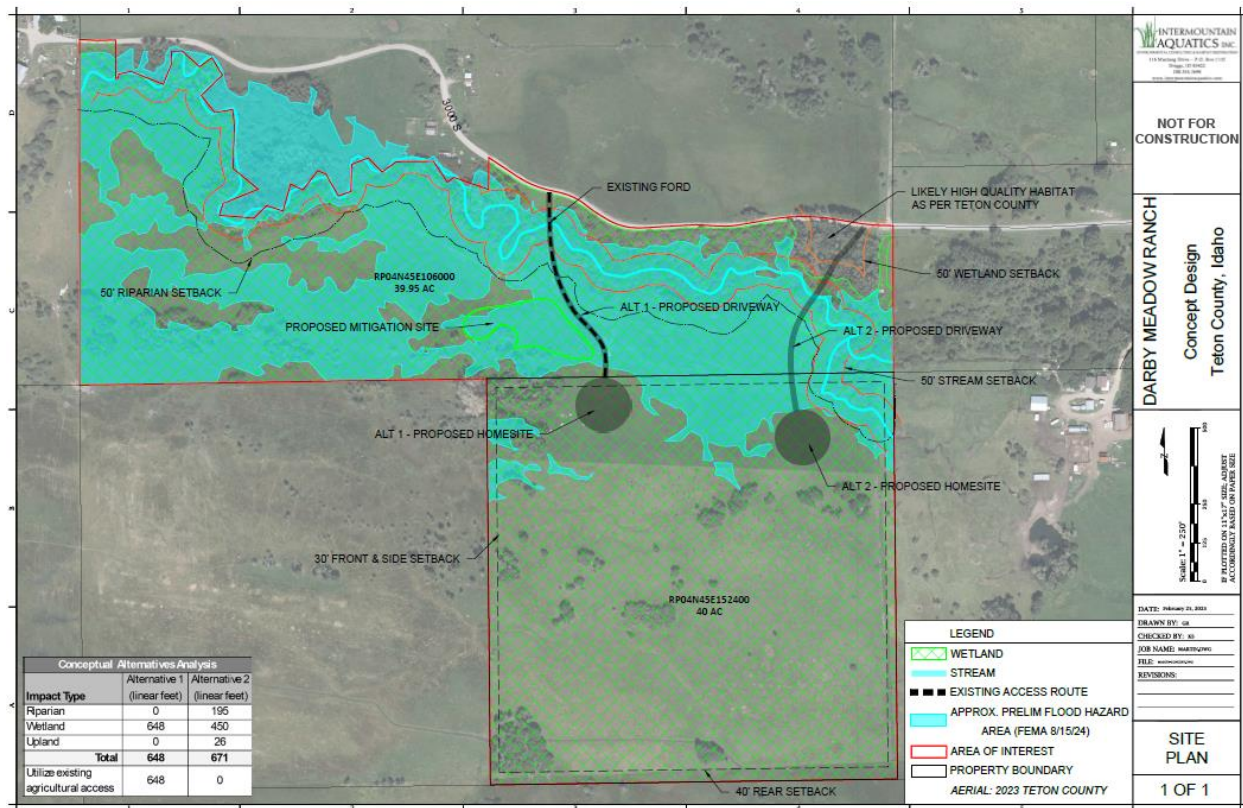 1
2
3
4
5
D
C
B
A
3000 S
EXISTING FORD
LIKELY HIGH QUALITY HABITAT
AS PER TETON COUNTY
50' WETLAND SETBACK
RP04N45E106000
39.95 AC
50' RIPARIAN SETBACK
ALT 1 - PROPOSED DRIVEWAY
PROPOSED MITIGATION SITE
ALT 2 - PROPOSED DRIVEWAY
50' STREAM SETBACK
ALT 1 - PROPOSED HOMESITE
ALT 2 - PROPOSED HOMESITE
30' FRONT & SIDE SETBACK
RP04N45E152400
40 AC
40' REAR SETBACK
Conceptual Alternatives Analysis
Impact Type
Alternative 1 (linear feet)
Alternative 2 (linear feet)
Riparian 0 195
Wetland 648 450
Upland 0 26
Total 648 671
Utilize existing agricultural access 648 0
LEGEND
WETLAND
STREAM
EXISTING ACCESS ROUTE
APPROX. PRELIM FLOOD HAZARD
AREA (FEMA 8/15/24)
AREA OF INTEREST
PROPERTY BOUNDARY
AERIAL: 2023 TETON COUNTY
INTERMOUNTAIN
AQUATICS INC.
NOT FOR
CONSTRUCTION
DARBY MEADOW RANCH
Concept Design
Teton County, Idaho
Scale: 1" = 250'
IF PLOTTED ON 11"x17" SIZE; ADJUST
ACCORDINGLY BASED ON PAPER SIZE
DATE:
DRAWN BY:
CHECKED BY:
JOB NAME:
FILE:
REVISIONS:
SITE
PLAN
1 OF 1